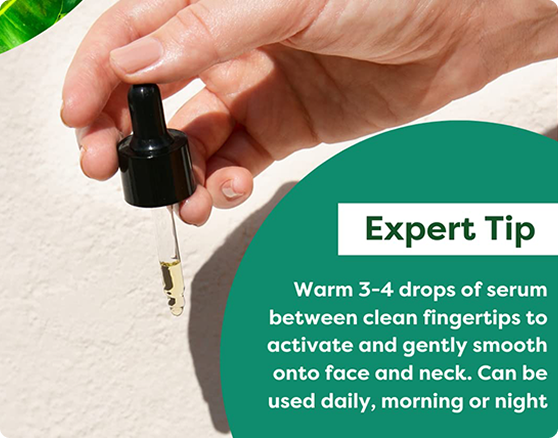 Expert Tip
Warm 3-4 drops of serum
between clean fingertips to
activate and gently smooth
onto face and neck. Can be
used daily, morning or night